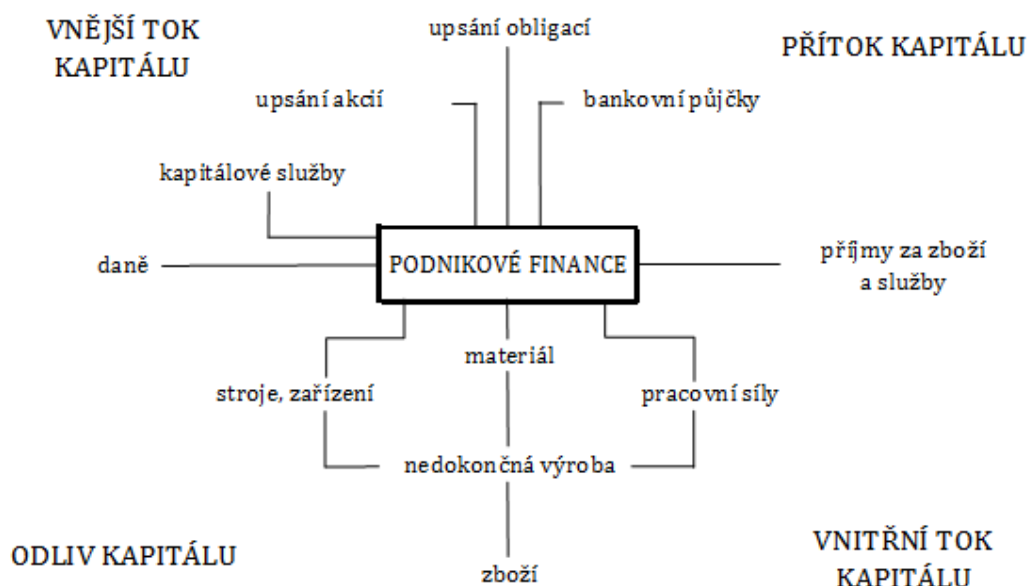 VNĚJŠÍ TOK
KAPITÁLU
upsání obligací
PŘÍTOK KAPITÁLU
upsání akcií
bankovní půjčky
kapitálové služby
daně
PODNIKOVÉ FINANCE
příjmy za zboží
a služby
materiál
stroje, zařízení
pracovní síly
nedokončná výroba
ODLIV KAPITÁLU
zboží
VNITŘNÍ TOK
KAPITÁLU